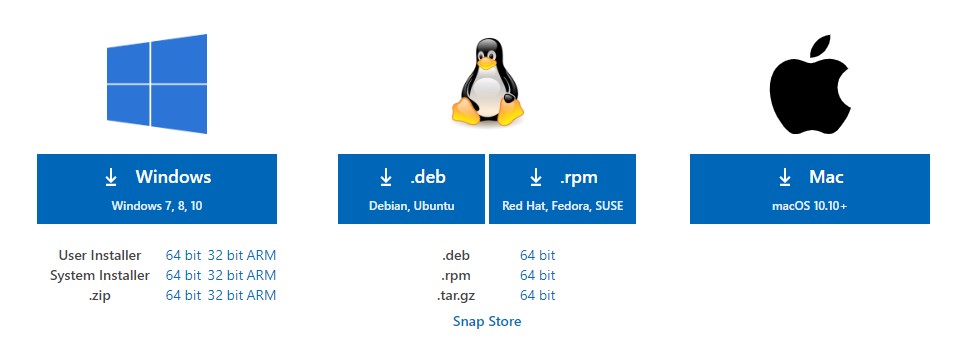 Windows
Windows 7, 8, 10
User Installer 64 bit 32 bit ARM
System Installer 64 bit 32 bit ARM
.zip 64 bit 32 bit ARM
.deb
Debian, Ubuntu
.rpm
Red Hat, Fedora, SUSE
.deb 64 bit
.rpm 64 bit
.tar.gz 64 bit
Snap Store
Mac
macOS 10.10+